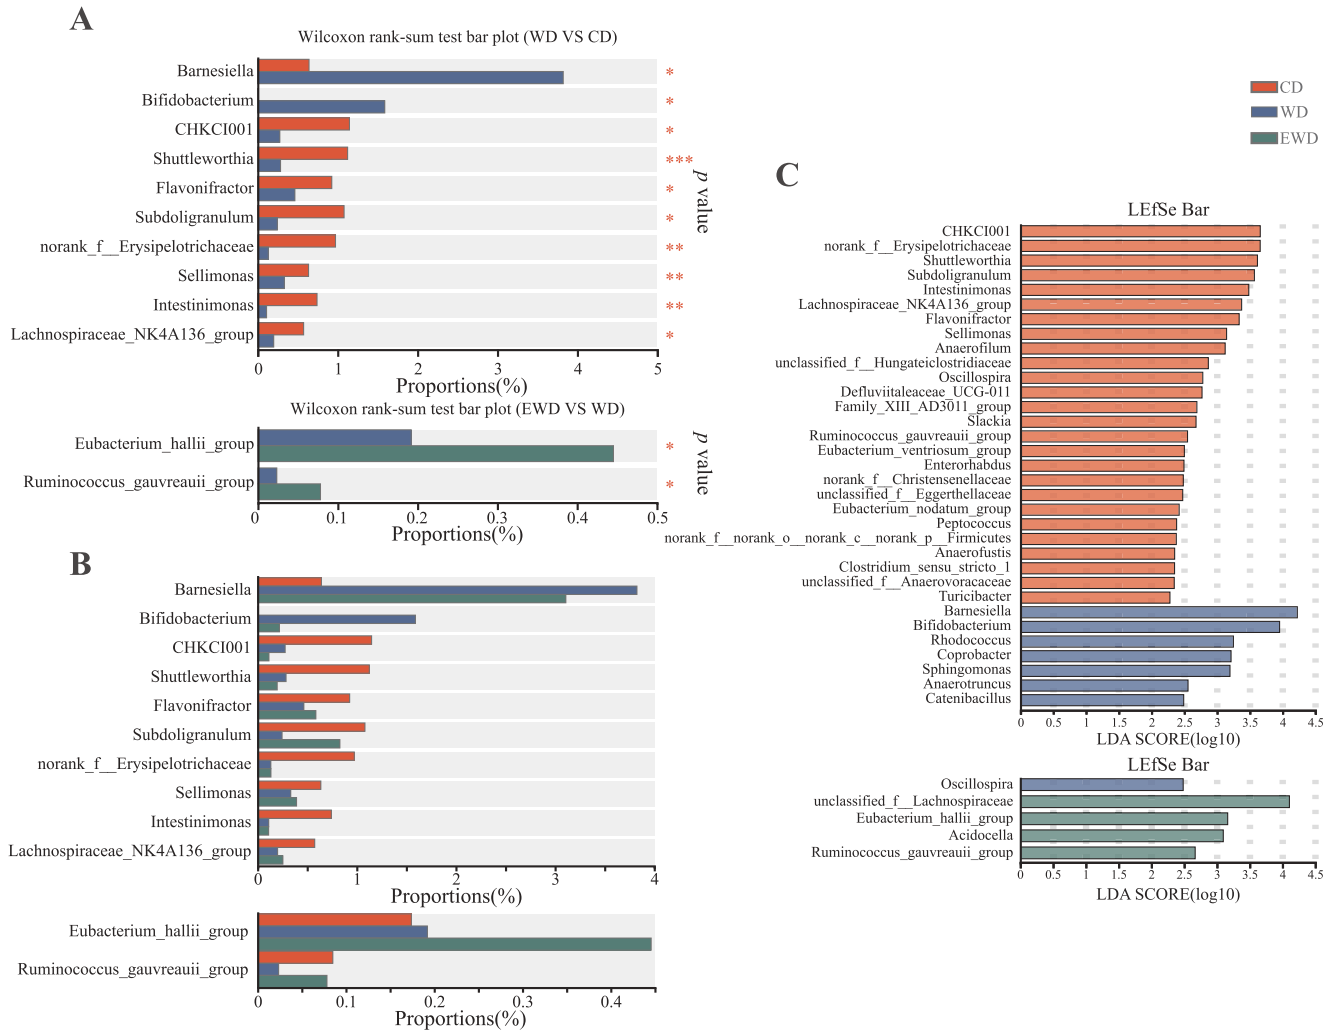 A
Wilcoxon rank-sum test bar plot (WD VS CD)
Barnesiella
*
Bifidobacterium
*
CHKCI001
*
Shuttleworthia
***
Flavonifractor
*
Subdoligranulum
*
norank_f__Erysipelotrichaceae
**
Sellimonas
**
Intestinimonas
**
Lachnospiraceae_NK4A136_group
*
p value
0 1 2 3 4 5
Proportions(%)
Wilcoxon rank-sum test bar plot (EWD VS WD)
Eubacterium_hallii_group
*
Ruminococcus_gauvreauii_group
*
p value
0 0.1 0.2 0.3 0.4 0.5
Proportions(%)
B
Barnesiella
Bifidobacterium
CHKCI001
Shuttleworthia
Flavonifractor
Subdoligranulum
norank_f__Erysipelotrichaceae
Sellimonas
Intestinimonas
Lachnospiraceae_NK4A136_group
0 1 2 3 4
Proportions(%)
Eubacterium_hallii_group
Ruminococcus_gauvreauii_group
0 0.1 0.2 0.3 0.4
Proportions(%)
CD
WD
EWD
C
LEfSe Bar
CHKCI001
norank_f__Erysipelotrichaceae
Shuttleworthia
Subdoligranulum
Intestinimonas
Lachnospiraceae_NK4A136_group
Flavonifractor
Sellimonas
Anaerofilum
unclassified_f__Hungateiclostridiaceae
Oscillospira
Defluviitaleaceae_UCG-011
Family_XIII_AD3011_group
Slackia
Ruminococcus_gauvreauii_group
Eubacterium_ventriosum_group
Enterorhabdus
norank_f__Christensenellaceae
unclassified_f__Eggerthellaceae
Eubacterium_nodatum_group
Peptococcus
norank_f__norank_o__norank_c__norank_p__Firmicutes
Anaerofustis
Clostridium_sensu_stricto_1
unclassified_f__Anaerovoracaceae
Turicibacter
Barnesiella
Bifidobacterium
Rhodococcus
Coprobacter
Sphingomonas
Anaerotruncus
Catenibacillus
0 0.5 1 1.5 2 2.5 3 3.5 4 4.5
LDA SCORE(log10)
LEfSe Bar
Oscillospira
unclassified_f__Lachnospiraceae
Eubacterium_hallii_group
Acidocella
Ruminococcus_gauvreauii_group
0 0.5 1 1.5 2 2.5 3 3.5 4 4.5
LDA SCORE(log10)